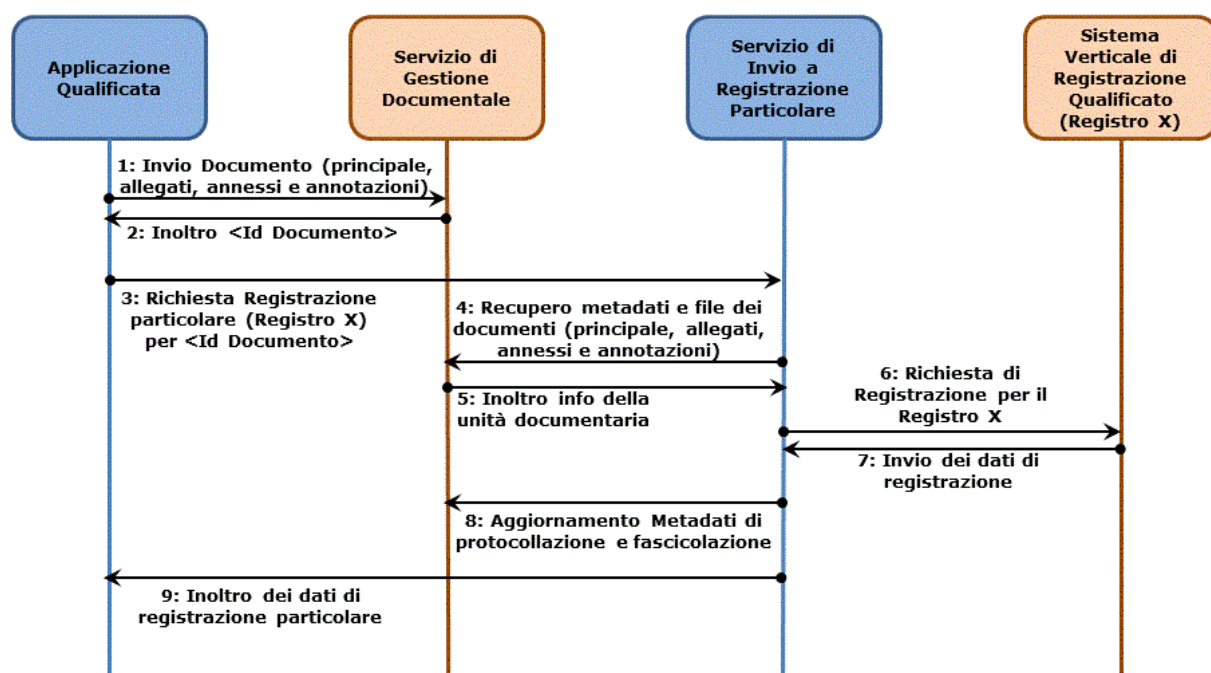 Applicazione
Qualificata
Servizio di
Gestione
Documentale
Servizio di
Invio a
Registrazione
Particolare
Sistema
Verticale di
Registrazione
Qualificato
(Registro X)
1: Invio Documento (principale,
allegati, annessi e annotazioni)
2: Inoltro <Id Documento>
3: Richiesta Registrazione
particolare (Registro X)
per <Id Documento>
4: Recupero metadati e file dei
documenti (principale, allegati,
annessi e annotazioni)
5: Inoltro info della
unità documentaria
6: Richiesta di
Registrazione per il
Registro X
7: Invio dei dati di
registrazione
8: Aggiornamento Metadati di
protocollazione e fascicolazione
9: Inoltro dei dati di
registrazione particolare